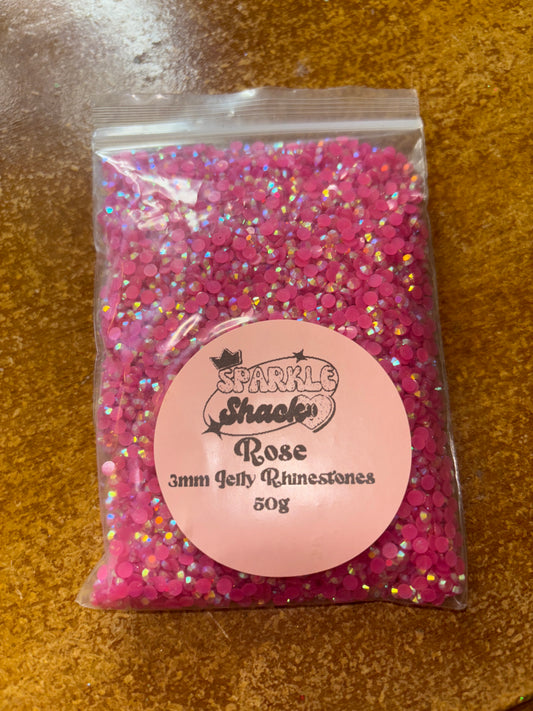 SPARKLE
Shack
Rose
3mm Jelly Rhinestones
50g